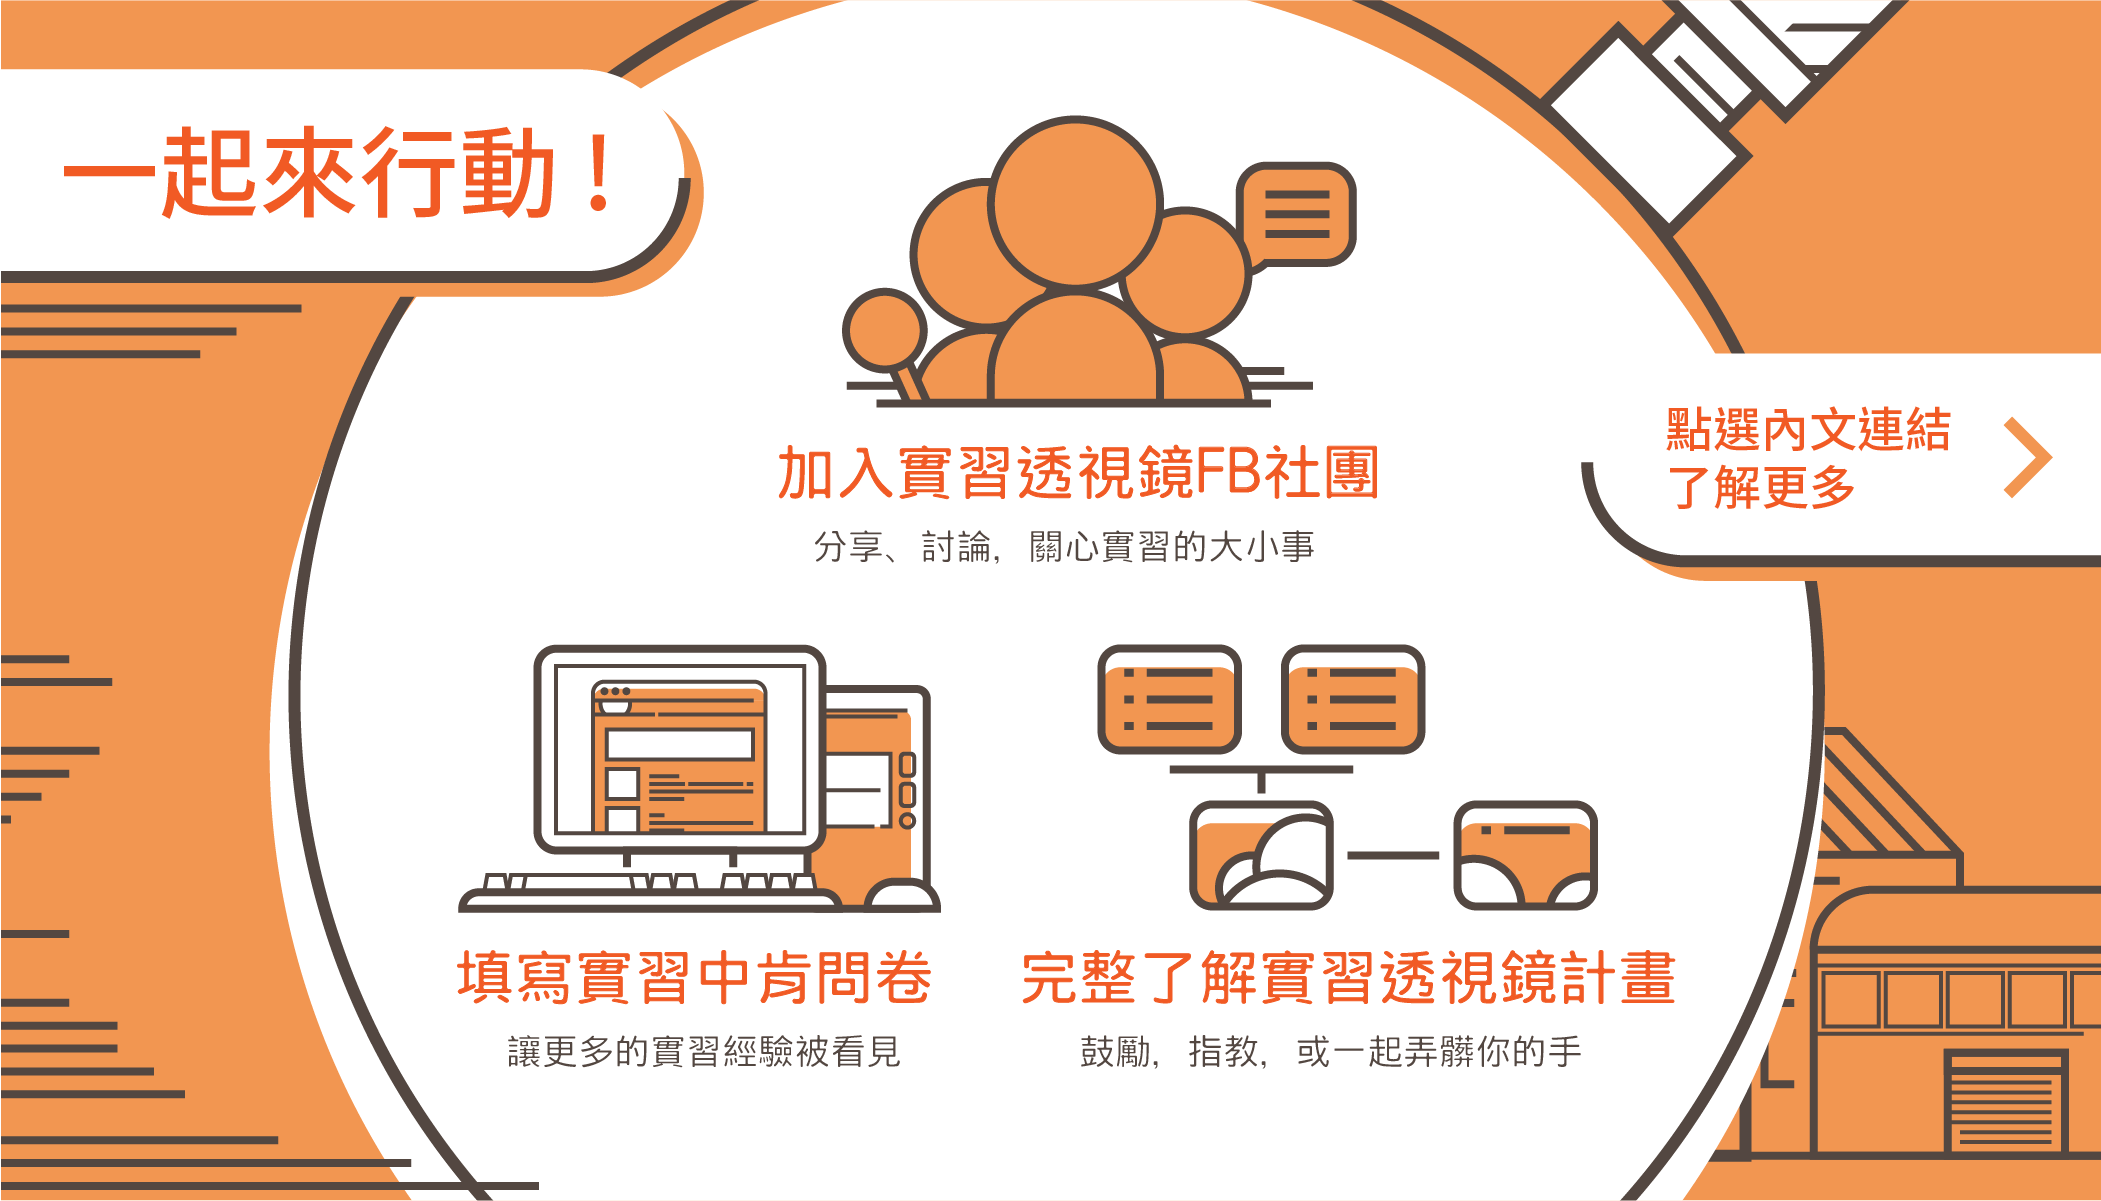 一起來行動！
加入實習透視鏡FB社團
分享、討論，關心實習的大小事
點選內文連結
了解更多
填寫實習中肯問卷
讓更多的實習經驗被看見
完整了解實習透視鏡計畫
鼓勵，指教，或一起弄髒你的手